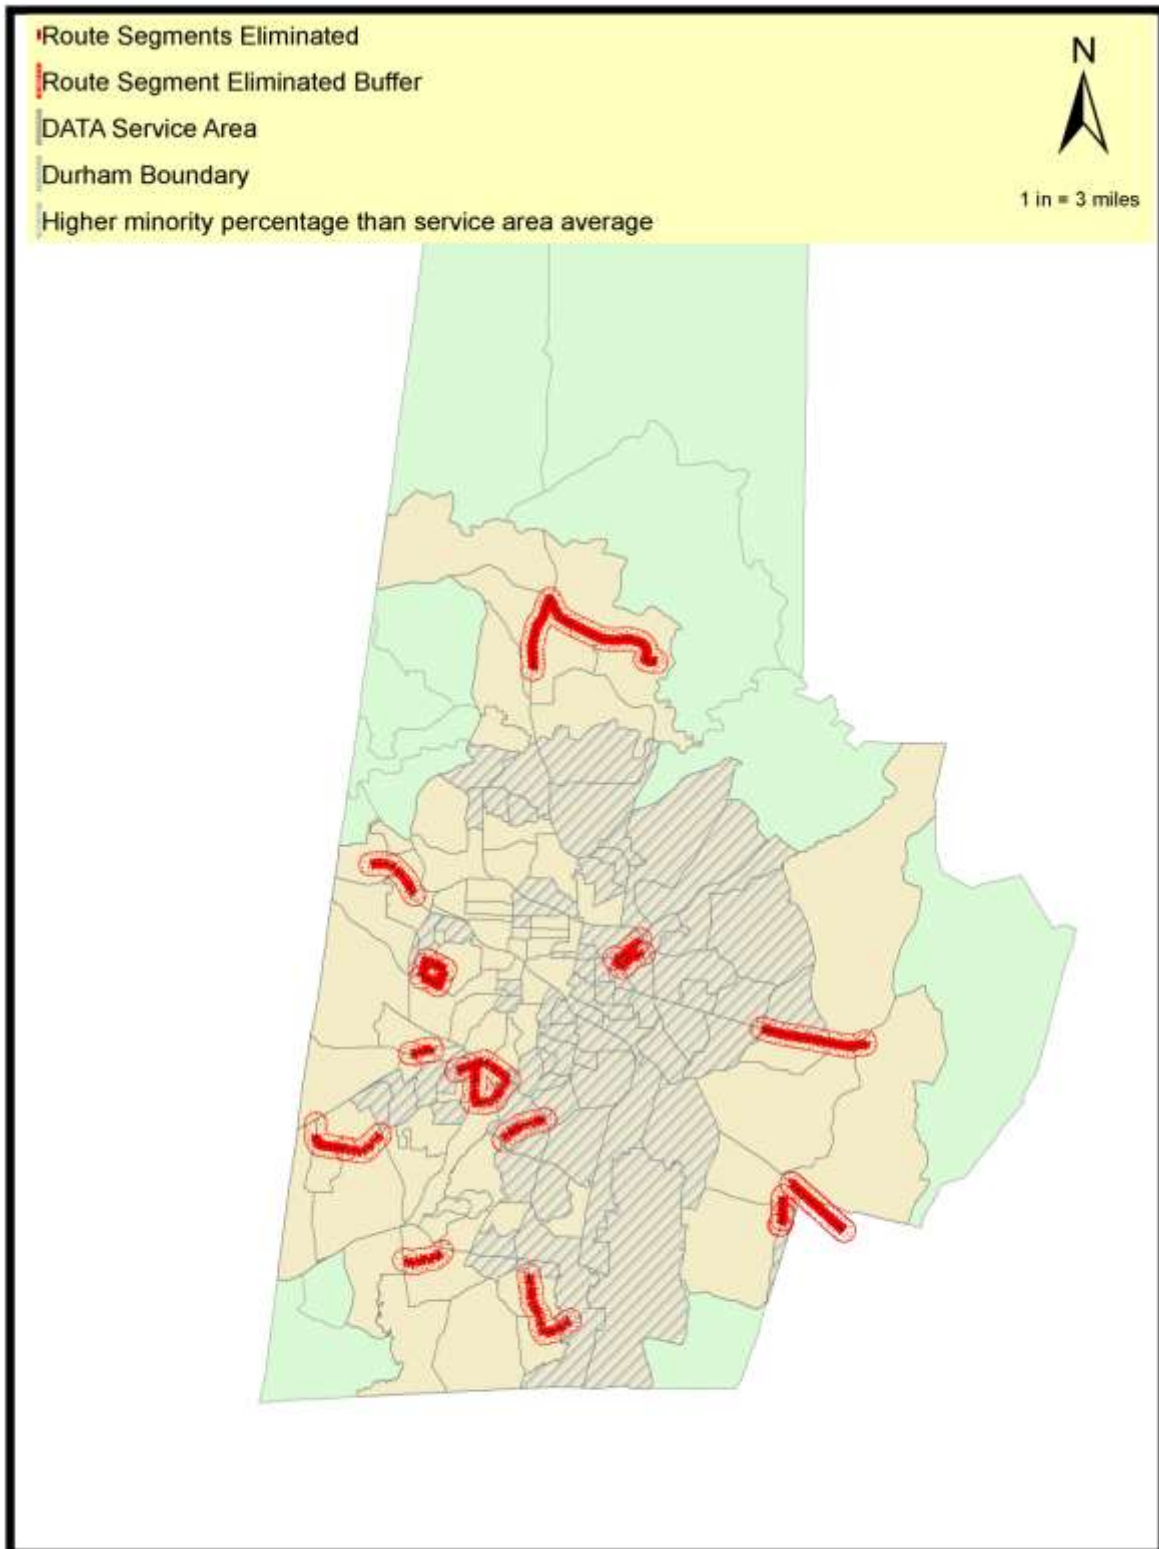 Route Segments Eliminated
Route Segment Eliminated Buffer
DATA Service Area
Durham Boundary
Higher minority percentage than service area average
N
1 in = 3 miles